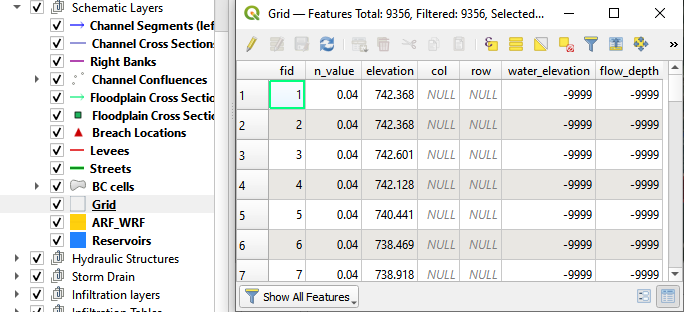 Schematic Layers
Channel Segments (lef
Channel Cross Section
Right Banks
Channel Confluences
Floodplain Cross Sectio
Floodplain Cross Sectio
Breach Locations
Levees
Streets
BC cells
Grid
ARF_WRF
Reservoirs
Hydraulic Structures
Storm Drain
Infiltration layers
Infiltration Tables
Grid — Features Total: 9356, Filtered: 9356, Selected...
fid n_value elevation col row water_elevation flow_depth
1 1 0.04 742.368 NULL NULL -9999 -9999
2 2 0.04 742.368 NULL NULL -9999 -9999
3 3 0.04 742.601 NULL NULL -9999 -9999
4 4 0.04 742.128 NULL NULL -9999 -9999
5 5 0.04 740.441 NULL NULL -9999 -9999
6 6 0.04 738.469 NULL NULL -9999 -9999
7 7 0.04 738.918 NULL NULL -9999 -9999
Show All Features